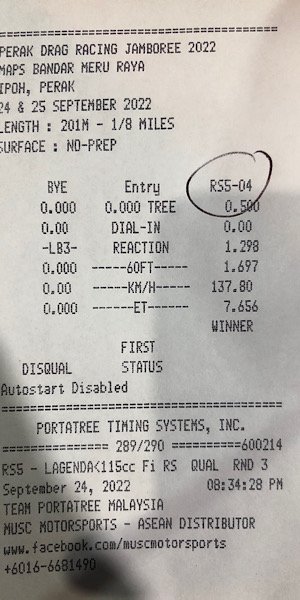 ===================================
PERAK DRAG RACING JAMBOREE 2022
MAPS BANDAR MERU RAYA
IPOH, PERAK
24 & 25 SEPTEMBER 2022
LENGTH : 201M - 1/8 MILES
SURFACE : NO-PREP
BYE Entry RS5-04
0.000 0.000 TREE 0.500
0.00 DIAL-IN 0.00
-LB3- REACTION 1.298
0.000 ------60FT------ 1.697
0.00 -----KM/H----- 137.80
0.000 ------ET------ 7.656
WINNER
FIRST
DISQUAL STATUS
Autostart Disabled
===================================
PORTATREE TIMING SYSTEMS, INC.
============== 289/290 ==========600214
RS5 - LAGENDA<115cc Fi RS QUAL RND 3
September 24, 2022 08:34:28 PM
TEAM PORTATREE MALAYSIA
MUSC MOTORSPORTS - ASEAN DISTRIBUTOR
www.facebook.com/muscmotorsports
+6016-6681490